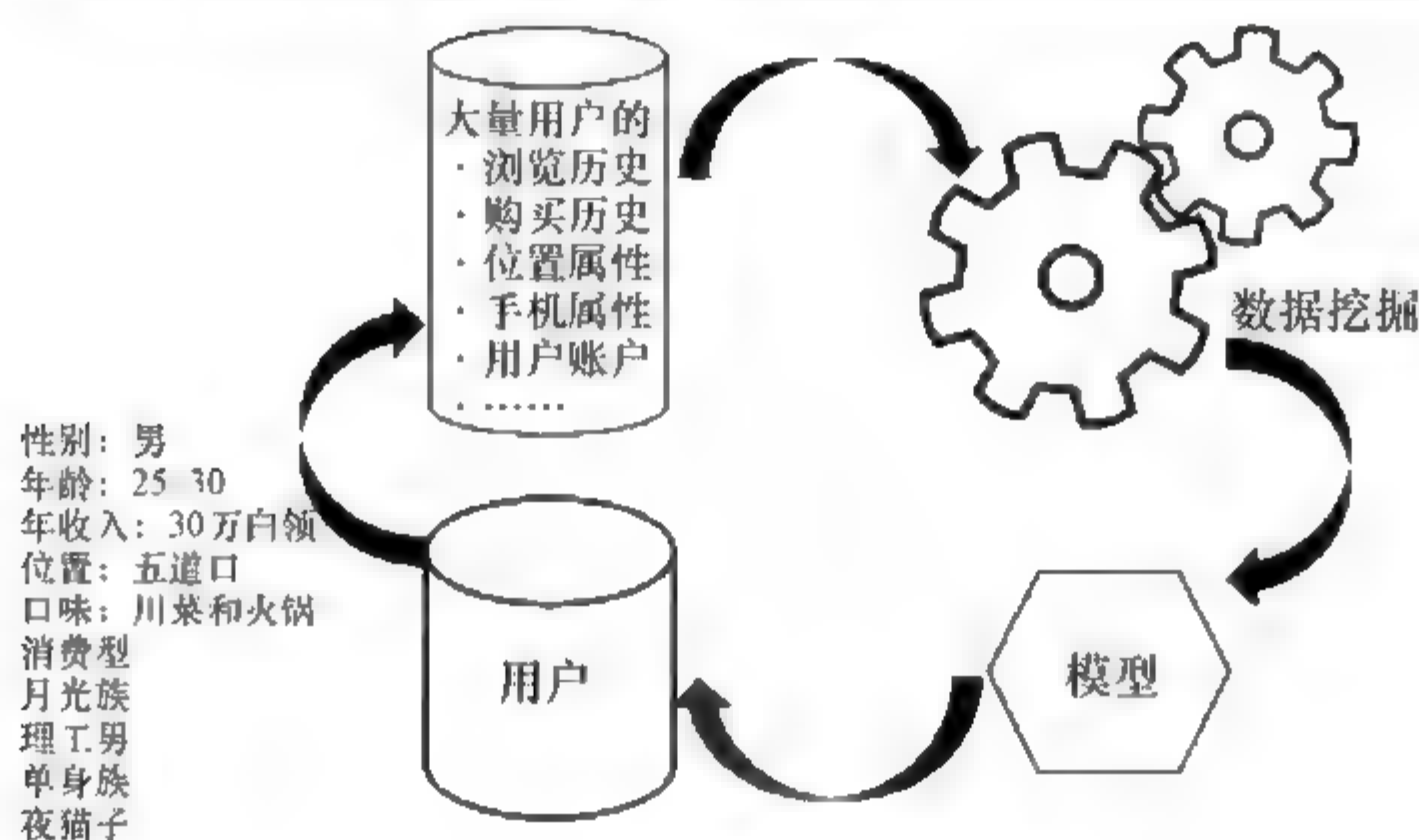 大量用户的
· 浏览历史
· 购买历史
· 位置属性
· 手机属性
· 用户账户
· ……
数据挖掘
性别：男
年龄：25-30
年收入：30万白领
位置：五道口
口味：川菜和火锅
消费型
月光族
理工男
单身族
夜猫子
用户
模型